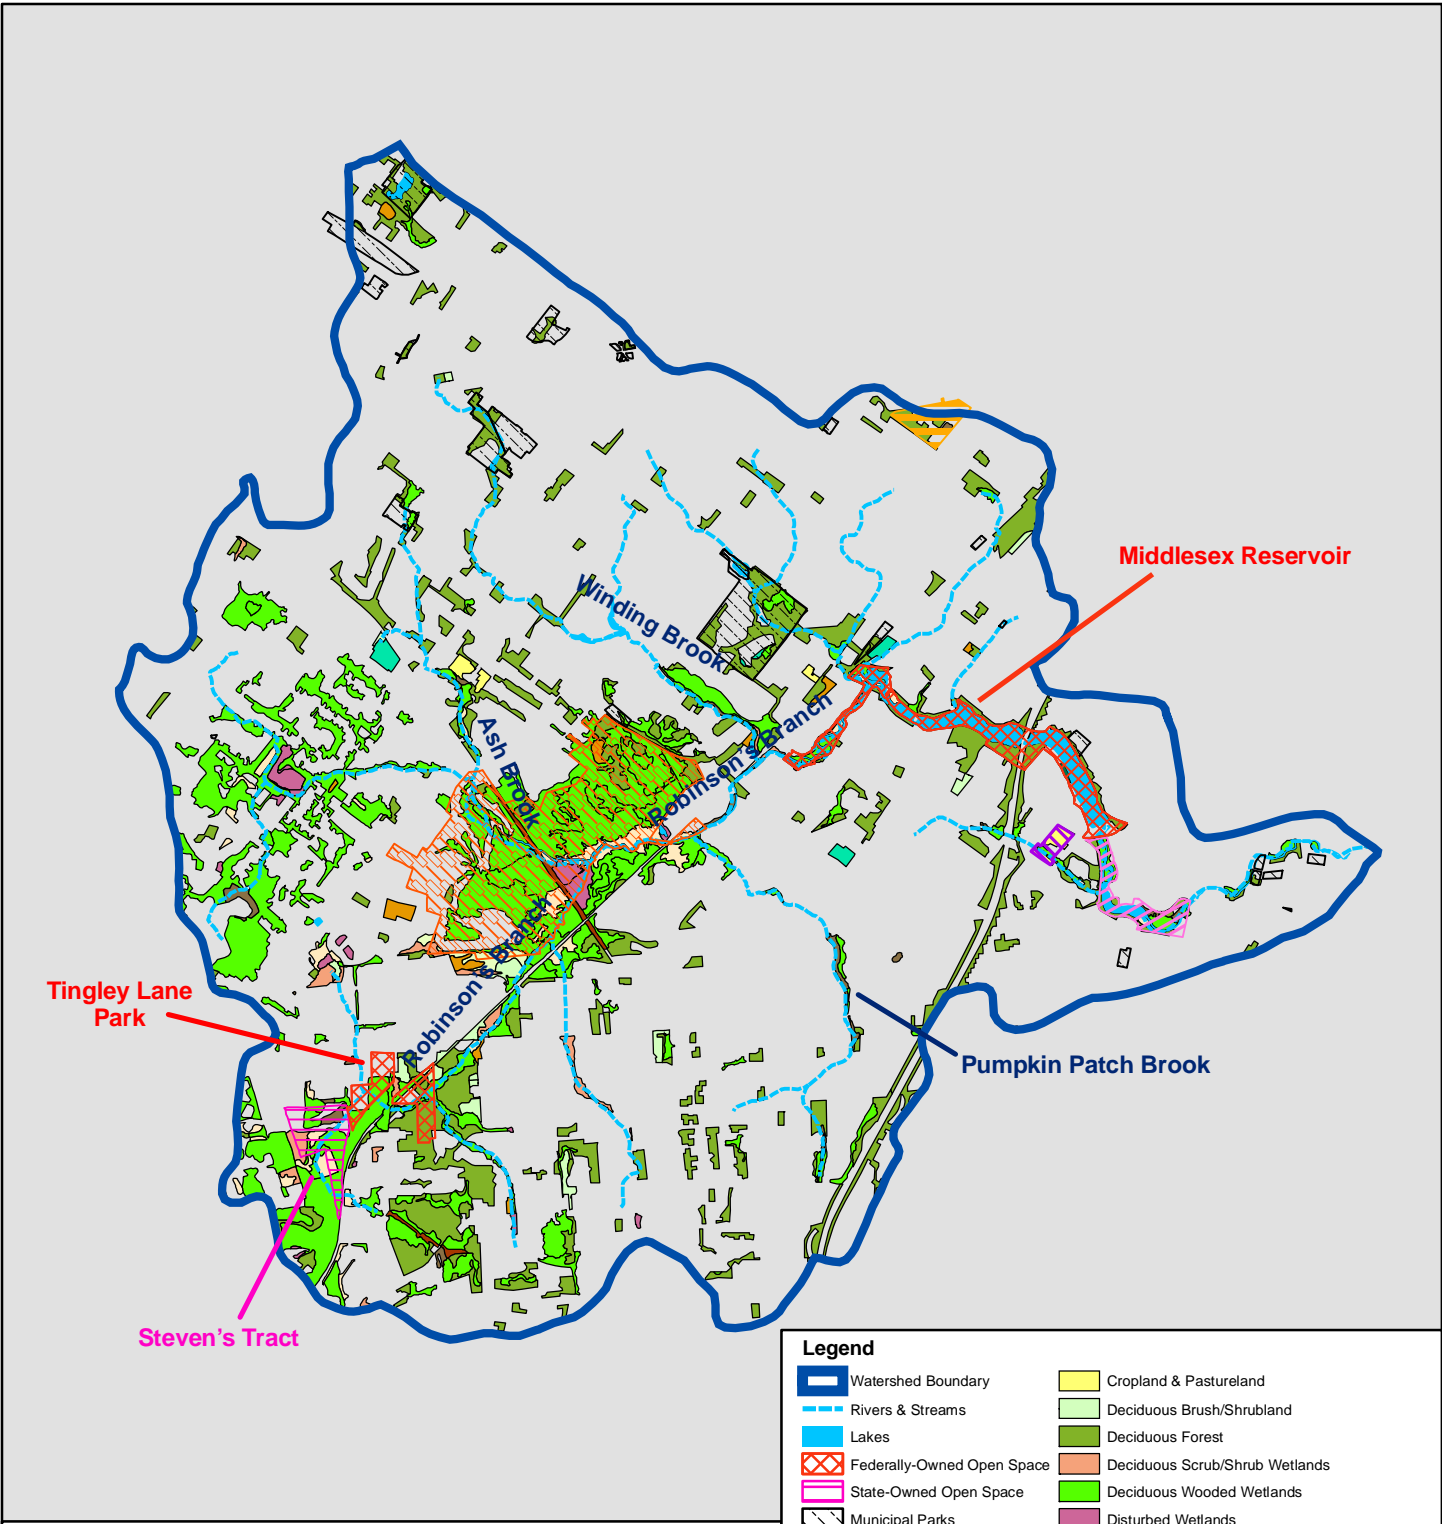 Middlesex Reservoir
Winding Brook
Robinson's Branch
Ash Brook
Robinson's Branch
Tingley Lane
Park
Pumpkin Patch Brook
Steven's Tract
Legend
Watershed Boundary
Rivers & Streams
Lakes
Federally-Owned Open Space
State-Owned Open Space
Municipal Parks
Cropland & Pastureland
Deciduous Brush/Shrubland
Deciduous Forest
Deciduous Scrub/Shrub Wetlands
Deciduous Wooded Wetlands
Disturbed Wetlands